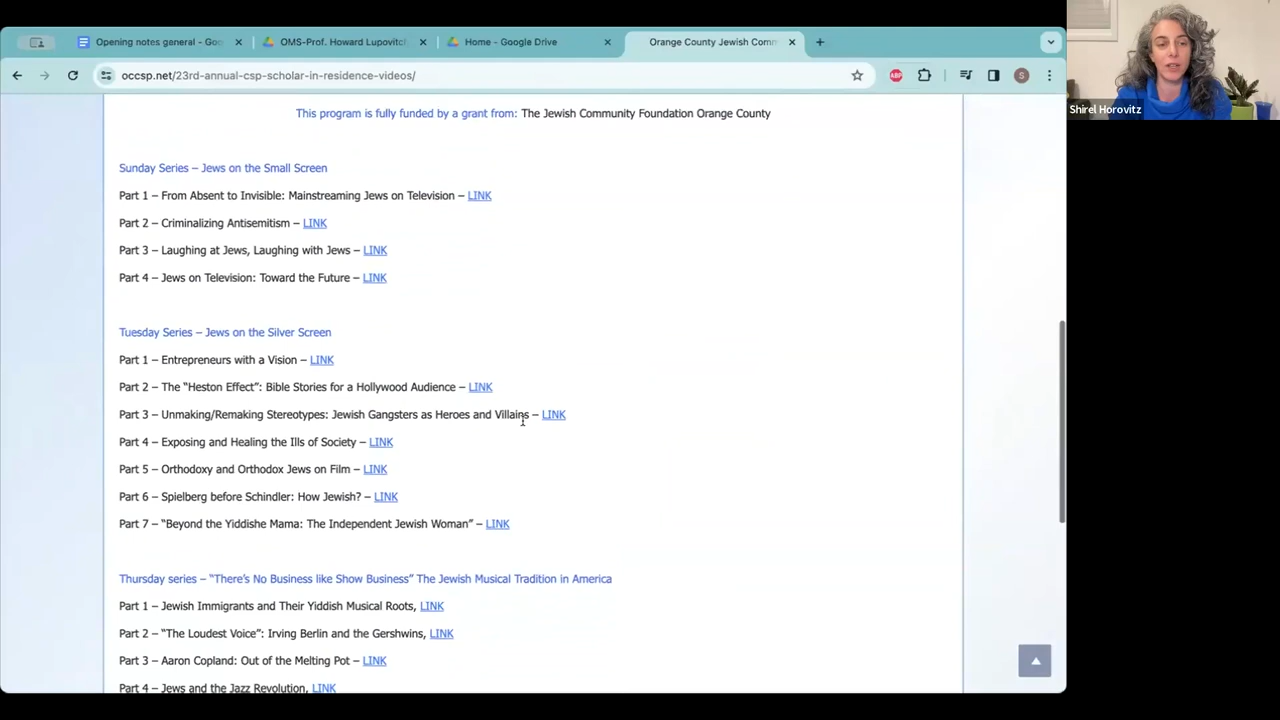 Opening notes general - Goo
OMS-Prof. Howard Lupovitch
Home - Google Drive
Orange County Jewish Comm
occsp.net/23rd-annual-csp-scholar-in-residence-videos/
ABP
S
Shirel Horovitz
This program is fully funded by a grant from: The Jewish Community Foundation Orange County
Sunday Series – Jews on the Small Screen
Part 1 – From Absent to Invisible: Mainstreaming Jews on Television – LINK
Part 2 – Criminalizing Antisemitism – LINK
Part 3 – Laughing at Jews, Laughing with Jews – LINK
Part 4 – Jews on Television: Toward the Future – LINK
Tuesday Series – Jews on the Silver Screen
Part 1 – Entrepreneurs with a Vision – LINK
Part 2 – The “Heston Effect”: Bible Stories for a Hollywood Audience – LINK
Part 3 – Unmaking/Remaking Stereotypes: Jewish Gangsters as Heroes and Villains – LINK
Part 4 – Exposing and Healing the Ills of Society – LINK
Part 5 – Orthodoxy and Orthodox Jews on Film – LINK
Part 6 – Spielberg before Schindler: How Jewish? – LINK
Part 7 – “Beyond the Yiddishe Mama: The Independent Jewish Woman” – LINK
Thursday series – “There’s No Business like Show Business” The Jewish Musical Tradition in America
Part 1 – Jewish Immigrants and Their Yiddish Musical Roots, LINK
Part 2 – “The Loudest Voice”: Irving Berlin and the Gershwins, LINK
Part 3 – Aaron Copland: Out of the Melting Pot – LINK
Part 4 – Jews and the Jazz Revolution, LINK